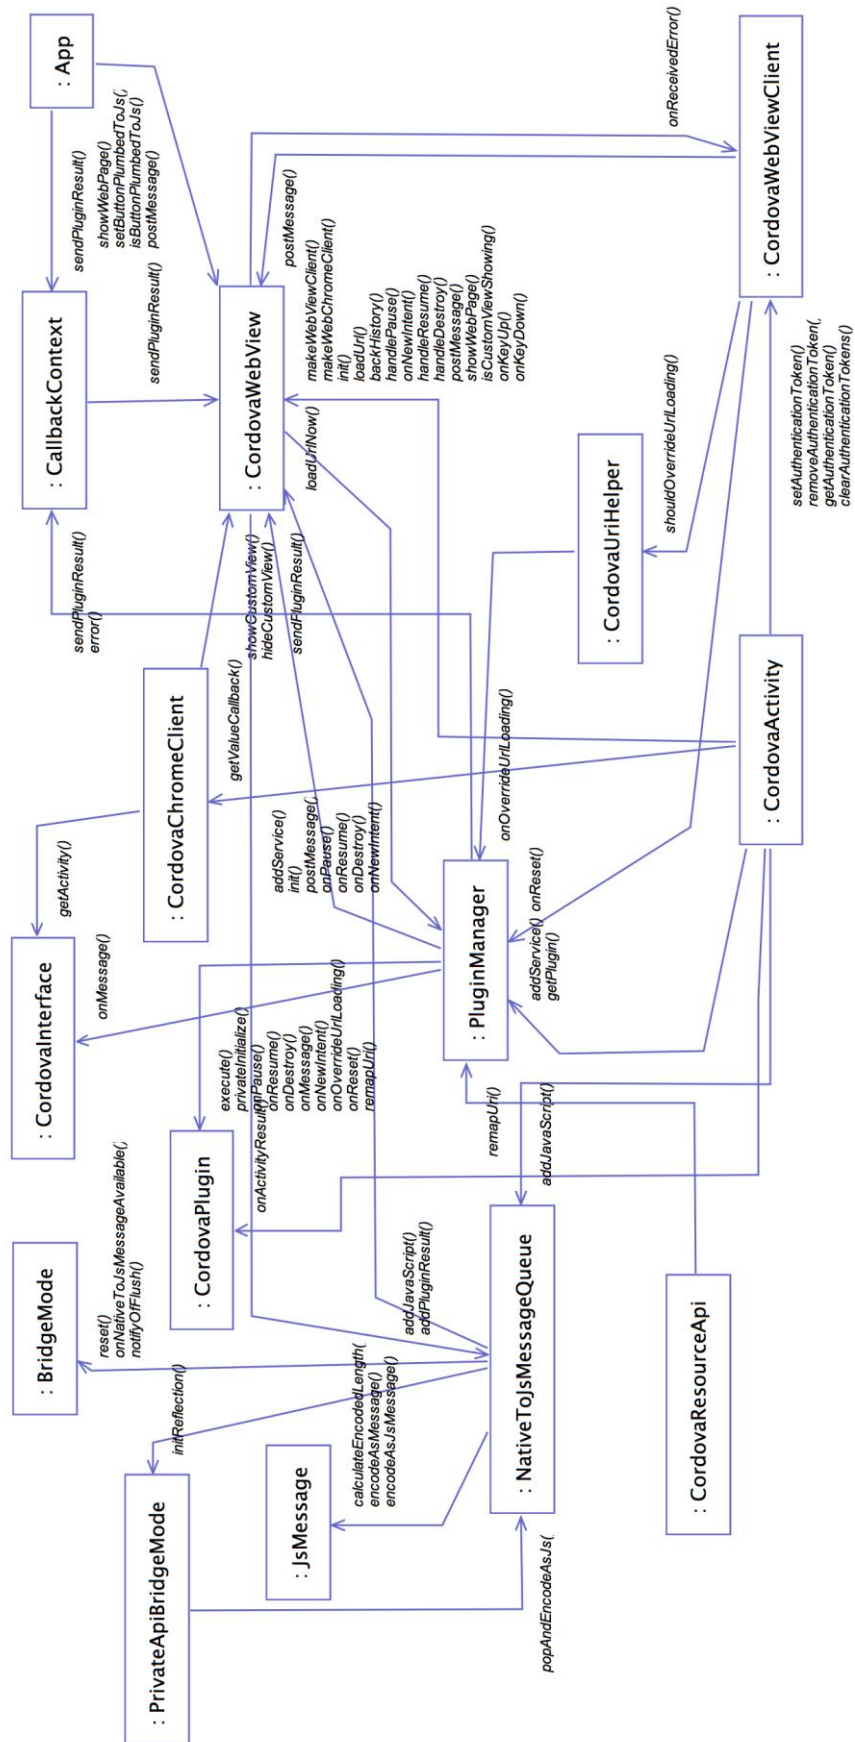 : PrivateApiBridgeMode
: BridgeMode
: CordovaInterface
: App
initReflection()
reset()
onNativeToJsMessageAvailable(,
notifyOfFlush()
onMessage()
getActivity()
sendPluginResult()
error()
: CallbackContext
sendPluginResult()
showWebPage()
setButtonPlumbedToJs(,
isButtonPlumbedToJs()
postMessage()
sendPluginResult()
: CordovaPlugin
: CordovaChromeClient
getValueCallback()
execute()
privateInitialize()
onPause()
onResume()
onDestroy()
onMessage()
onNewIntent()
onOverrideUrlLoading()
onReset()
remapUri()
onActivityResult()
: JsMessage
: CordovaWebView
showCustomView()
hideCustomView()
addService()
init()
postMessage(,
onPause()
onResume()
onDestroy()
onNewIntent()
sendPluginResult()
loadUrlNow()
postMessage()
makeWebViewClient()
makeWebChromeClient()
init()
loadUrl()
backHistory()
handlePause()
onNewIntent()
handleResume()
handleDestroy()
postMessage()
showWebPage()
isCustomViewShowing()
onKeyUp()
onKeyDown()
calculateEncodedLength(
encodeAsMessage()
encodeAsJsMessage()
addJavaScript()
addPluginResult()
: NativeToJsMessageQueue
remapUri()
: PluginManager
onOverrideUrlLoading()
addService()
getPlugin()
onReset()
popAndEncodeAsJs(
addJavaScript()
: CordovaUriHelper
shouldOverrideUrlLoading()
onReceivedError()
: CordovaResourceApi
: CordovaActivity
: CordovaWebViewClient
setAuthenticationToken()
removeAuthenticationToken(,
getAuthenticationToken()
clearAuthenticationTokens()